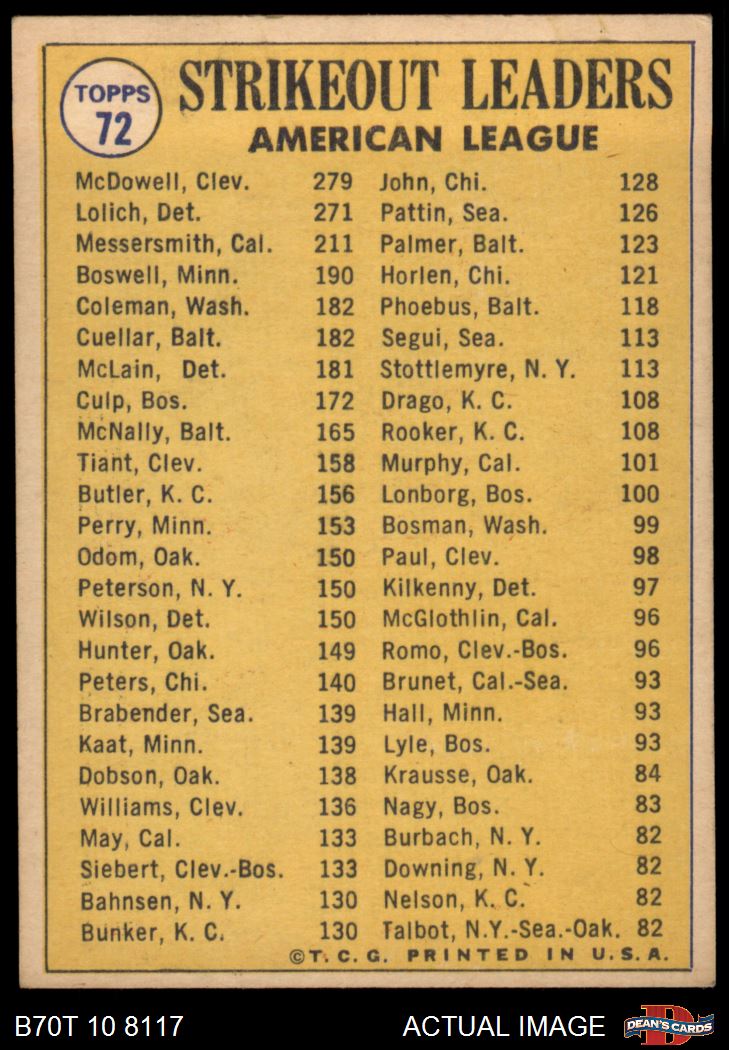 TOPPS
72
STRIKEOUT LEADERS
AMERICAN LEAGUE
McDowell, Clev. 279
Lolich, Det. 271
Messersmith, Cal. 211
Boswell, Minn. 190
Coleman, Wash. 182
Cuellar, Balt. 182
McLain, Det. 181
Culp, Bos. 172
McNally, Balt. 165
Tiant, Clev. 158
Butler, K. C. 156
Perry, Minn. 153
Odom, Oak. 150
Peterson, N. Y. 150
Wilson, Det. 150
Hunter, Oak. 149
Peters, Chi. 140
Brabender, Sea. 139
Kaat, Minn. 139
Dobson, Oak. 138
Williams, Clev. 136
May, Cal. 133
Siebert, Clev.-Bos. 133
Bahnsen, N. Y. 130
Bunker, K. C. 130
John, Chi. 128
Pattin, Sea. 126
Palmer, Balt. 123
Horlen, Chi. 121
Phoebus, Balt. 118
Segui, Sea. 113
Stottlemyre, N. Y. 113
Drago, K. C. 108
Rooker, K. C. 108
Murphy, Cal. 101
Lonborg, Bos. 100
Bosman, Wash. 99
Paul, Clev. 98
Kilkenny, Det. 97
McGlothlin, Cal. 96
Romo, Clev.-Bos. 96
Brunet, Cal.-Sea. 93
Hall, Minn. 93
Lyle, Bos. 93
Krausse, Oak. 84
Nagy, Bos. 83
Burbach, N. Y. 82
Downing, N. Y. 82
Nelson, K. C. 82
Talbot, N.Y.-Sea.-Oak. 82
©T. C. G. PRINTED IN U. S. A.
B70T 10 8117 ACTUAL IMAGE
D
DEAN'S CARDS